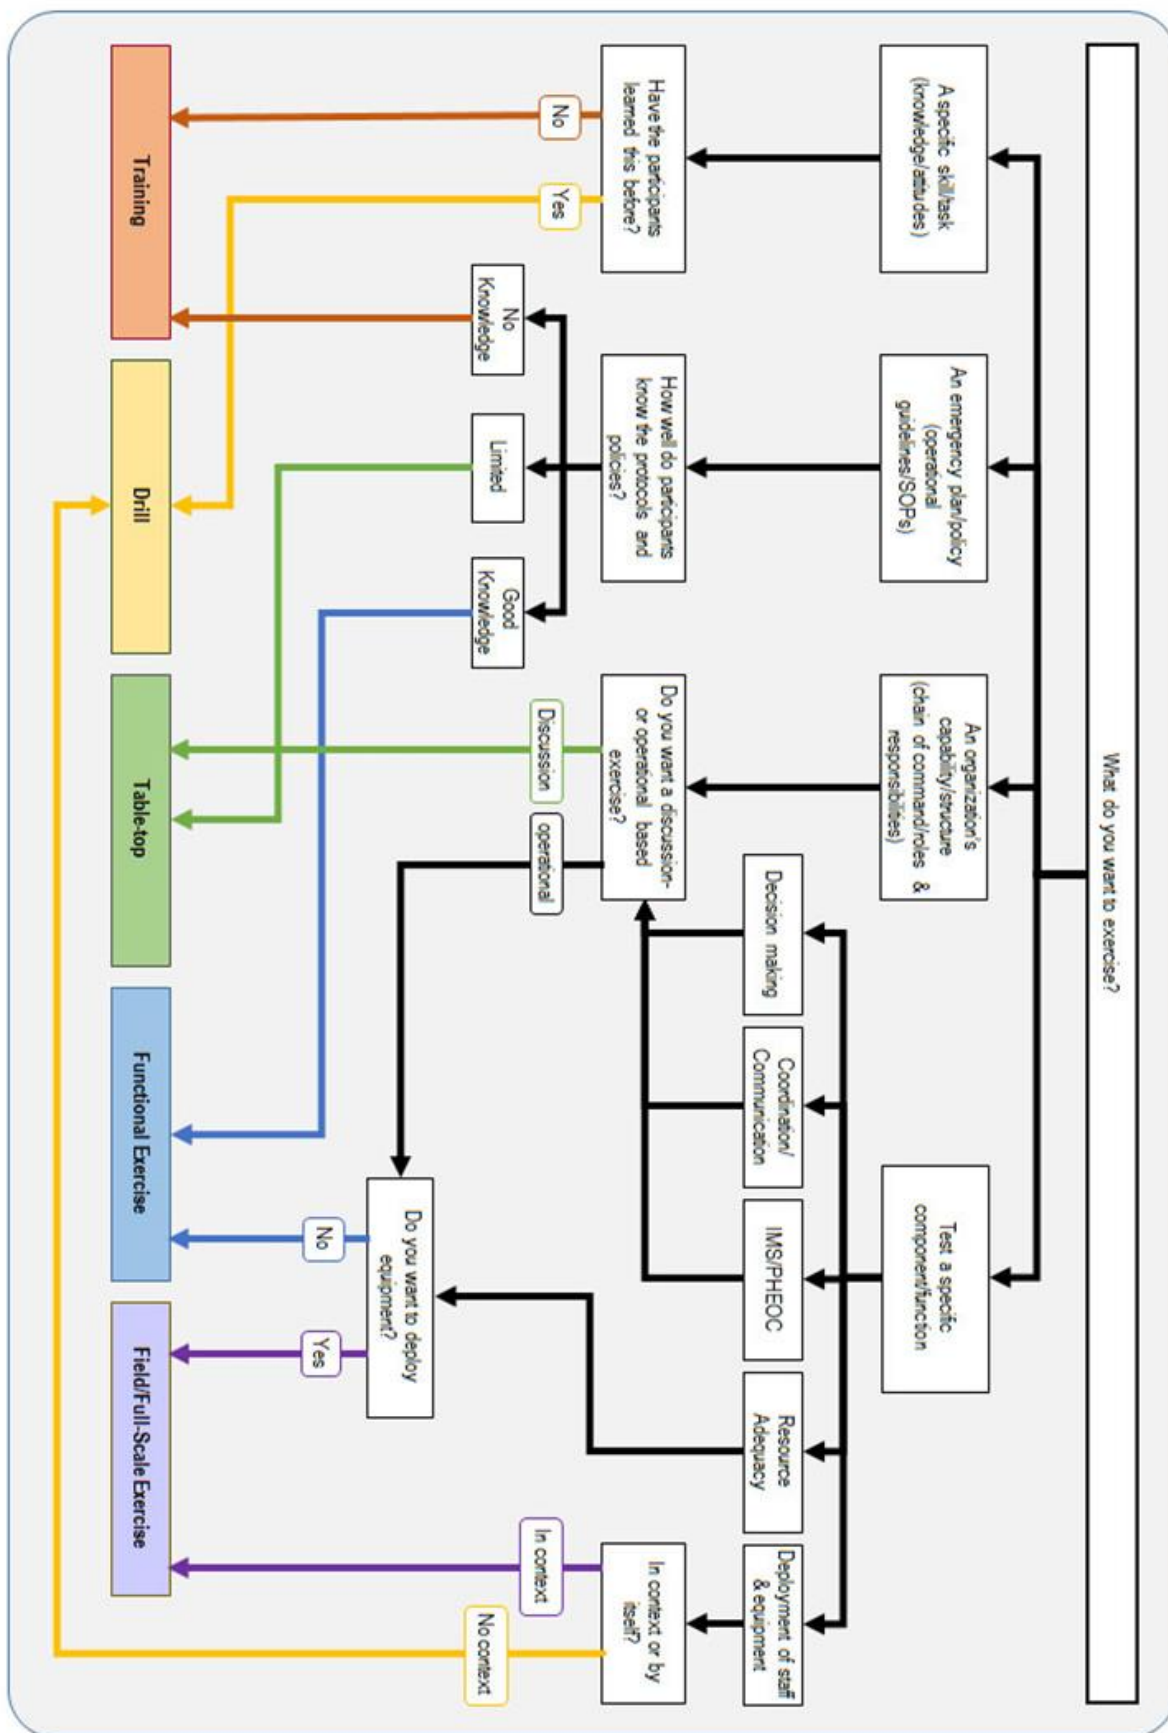 What do you want to exercise?
A specific skill/task
(knowledge/attitudes)
An emergency plan/policy
(operational
guidelines/SOPs)
An organization's
capability/structure
(chain of command/roles &
responsibilities)
Test a specific
component/function
Decision making
Coordination/
Communication
IMS/PHEOC
Resource
Adequacy
Deployment of staff
& equipment
Have the participants
learned this before?
How well do participants
know the protocols and
policies?
Do you want a discussion-
or operational based
exercise?
In context or by
itself?
No
Yes
No
Knowledge
Limited
Good
Knowledge
Discussion
operational
In context
No context
Do you want to deploy
equipment?
No
Yes
Training
Drill
Table-top
Functional Exercise
Field/Full-Scale Exercise